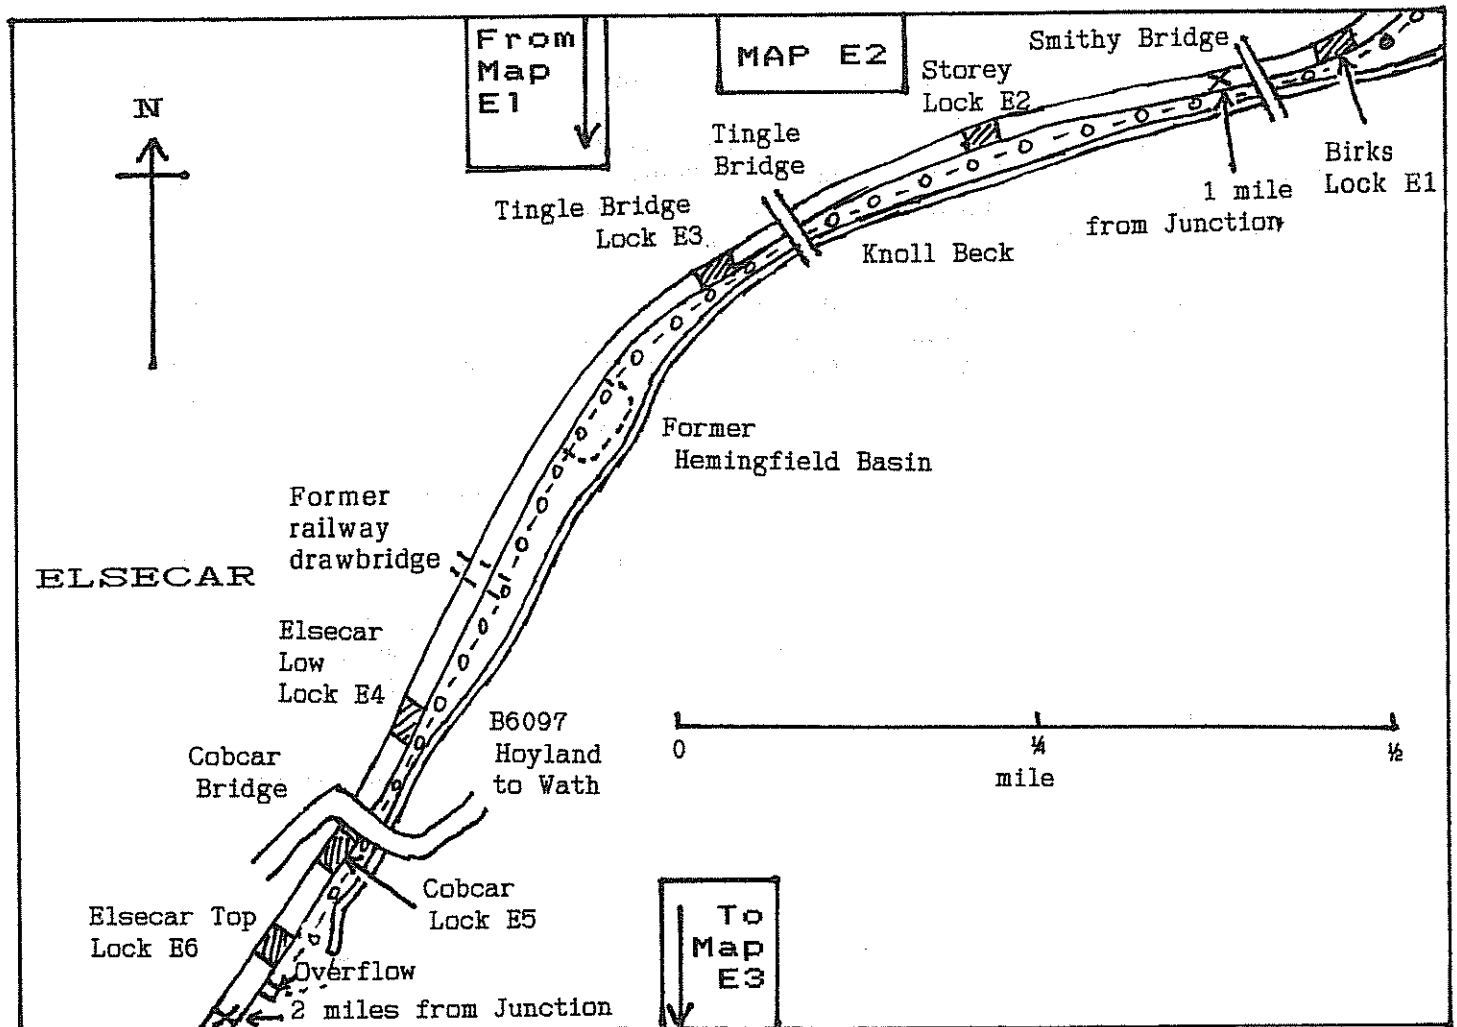 From
Map
E1
MAP E2
Smithy Bridge
Storey
Lock E2
N
Tingle
Bridge
Birks
Lock E1
1 mile
from Junction
Tingle Bridge
Lock E3
Knoll Beck
Former
Hemingfield Basin
Former
railway
drawbridge
ELSECAR
Elsecar
Low
Lock E4
B6097
Hoyland
to Wath
0
¼
½
mile
Cobcar
Bridge
Cobcar
Lock E5
To
Map
E3
Elsecar Top
Lock E6
Overflow
2 miles from Junction